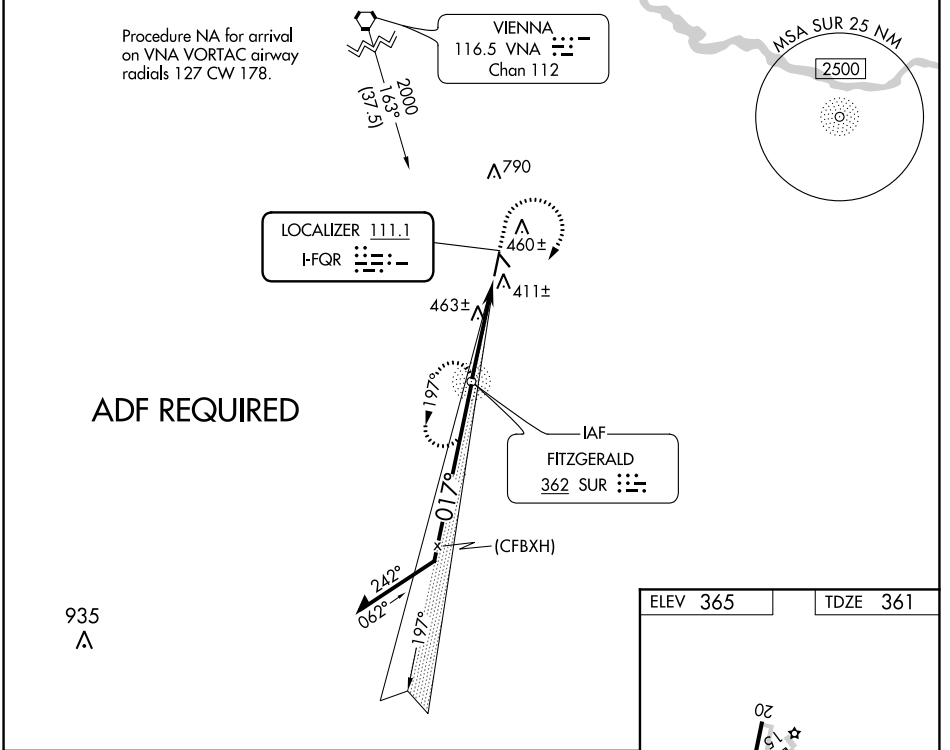 Procedure NA for arrival
on VNA VORTAC airway
radials 127 CW 178.
VIENNA
116.5 VNA
Chan 112
MSA SUR 25 NM
2500
2000
163°
(37.5)
790
LOCALIZER 111.1
I-FQR
460±
411±
463±
197°
ADF REQUIRED
IAF
FITZGERALD
362 SUR
017°
(CFBXH)
242°
062°
197°
935
ELEV 365
TDZE 361
20
1.5